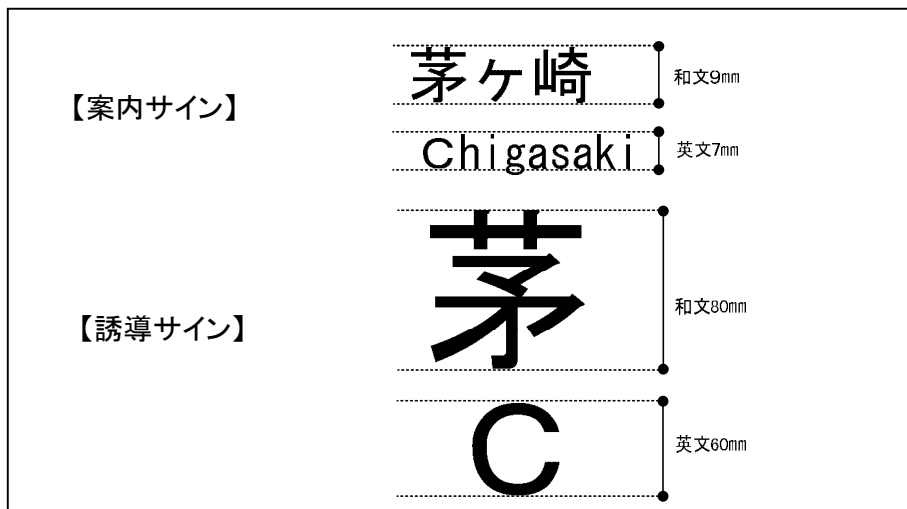 【案内サイン】
茅ヶ崎
和文9㎜
Chigasaki
英文7㎜
【誘導サイン】
茅
和文80㎜
C
英文60㎜